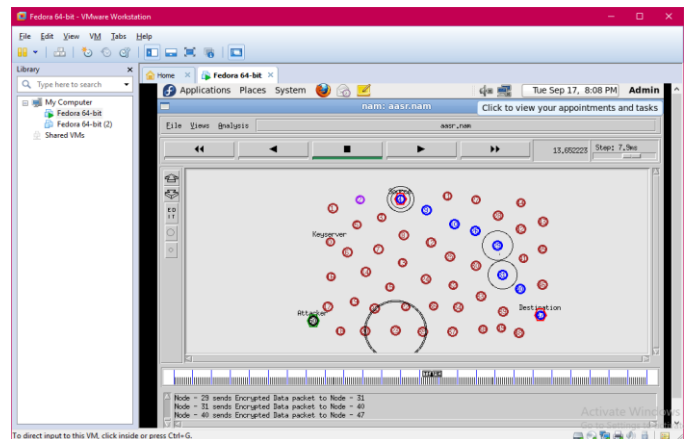 Fedora 64-bit - VMware Workstation
File Edit View VM Tabs Help
Library
Type here to search
My Computer
Fedora 64-bit
Fedora 64-bit (2)
Shared VMs
Home Fedora 64-bit
Applications Places System Tue Sep 17, 8:08 PM Admin
nam: aasr.nam
Click to view your appointments and tasks
File Views Analysis aasr.nam
13.652223 Step: 7.9ms
ED
IT
Source
Keyserver
Attacker
Destination
Node - 29 sends Encrypted Data packet to Node - 31
Node - 31 sends Encrypted Data packet to Node - 40
Node - 40 sends Encrypted Data packet to Node - 47
Activate Windows
To direct input to this VM, click inside or press Ctrl+G.